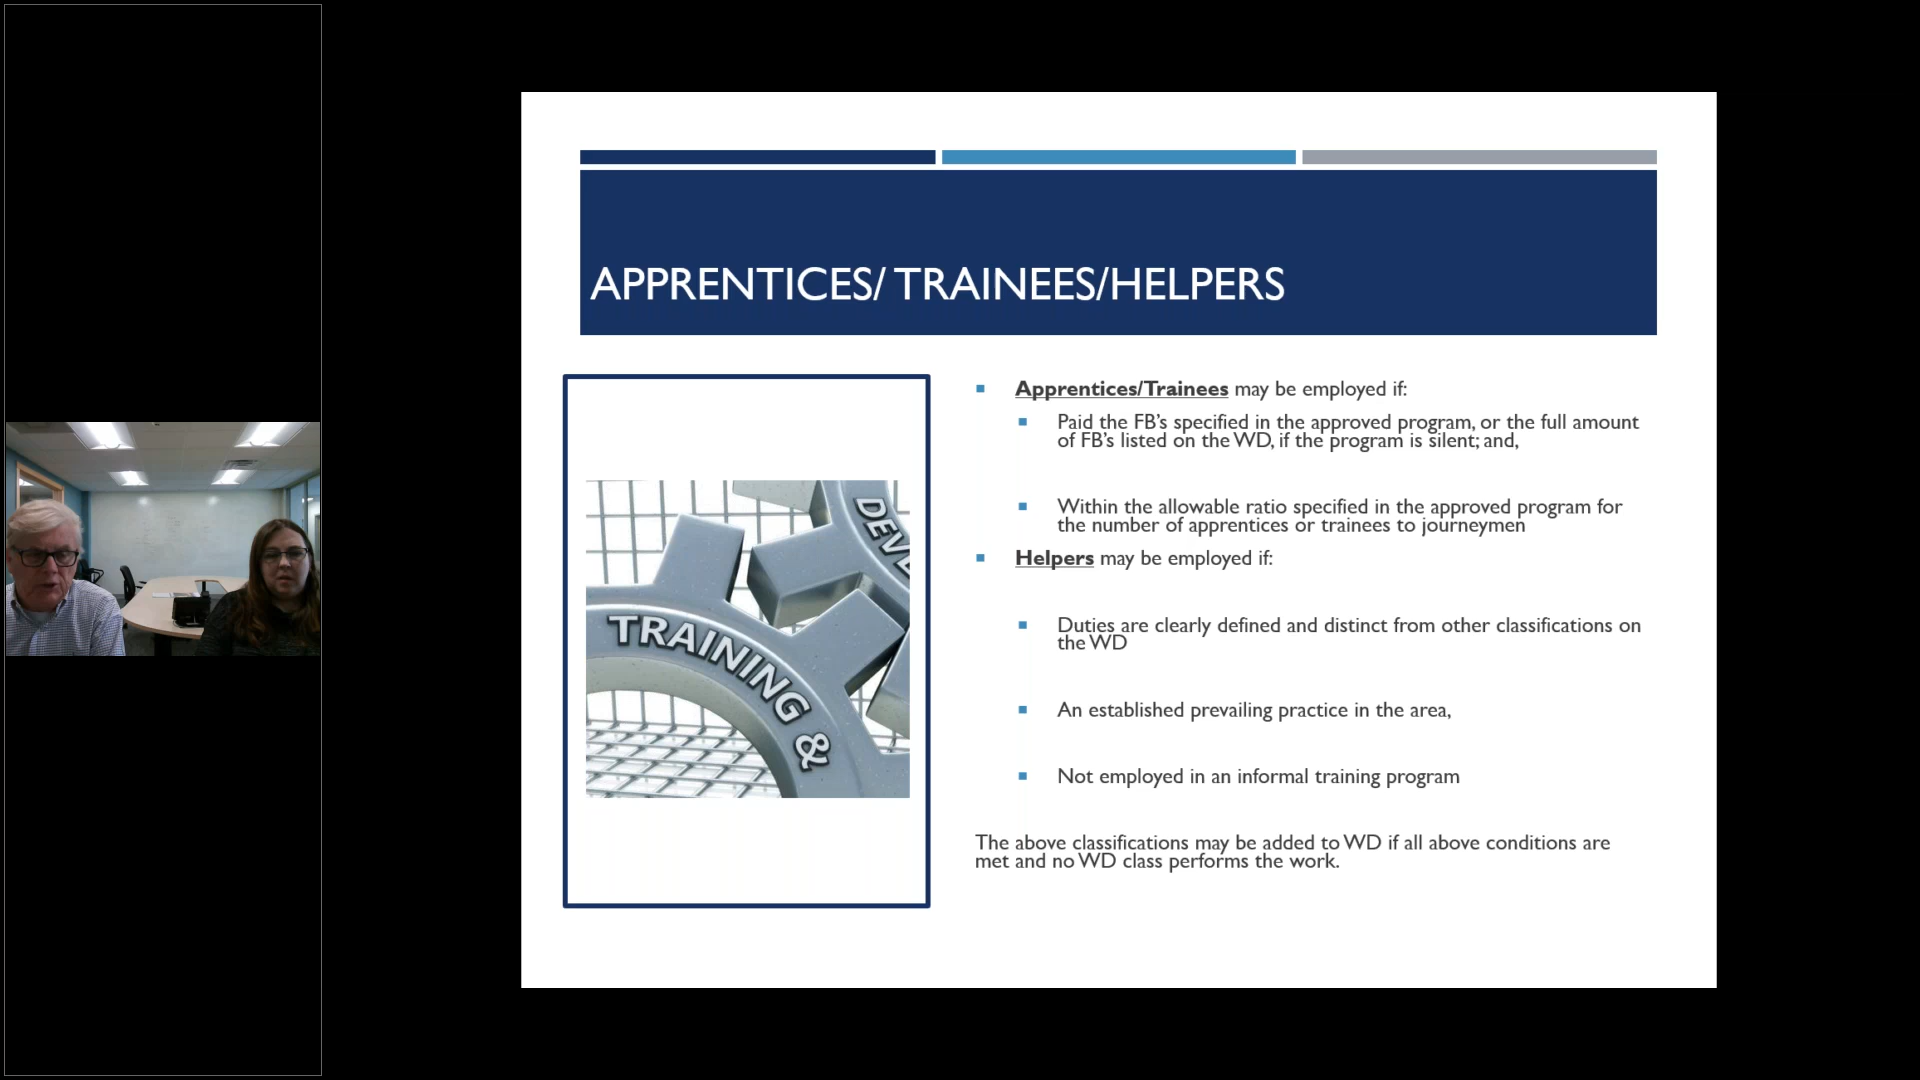 APPRENTICES/ TRAINEES/HELPERS
DEVE
TRAINING &
Apprentices/Trainees may be employed if:
Paid the FB's specified in the approved program, or the full amount
of FB's listed on the WD, if the program is silent; and,
Within the allowable ratio specified in the approved program for
the number of apprentices or trainees to journeymen
Helpers may be employed if:
Duties are clearly defined and distinct from other classifications on
the WD
An established prevailing practice in the area,
Not employed in an informal training program
The above classifications may be added to WD if all above conditions are
met and no WD class performs the work.